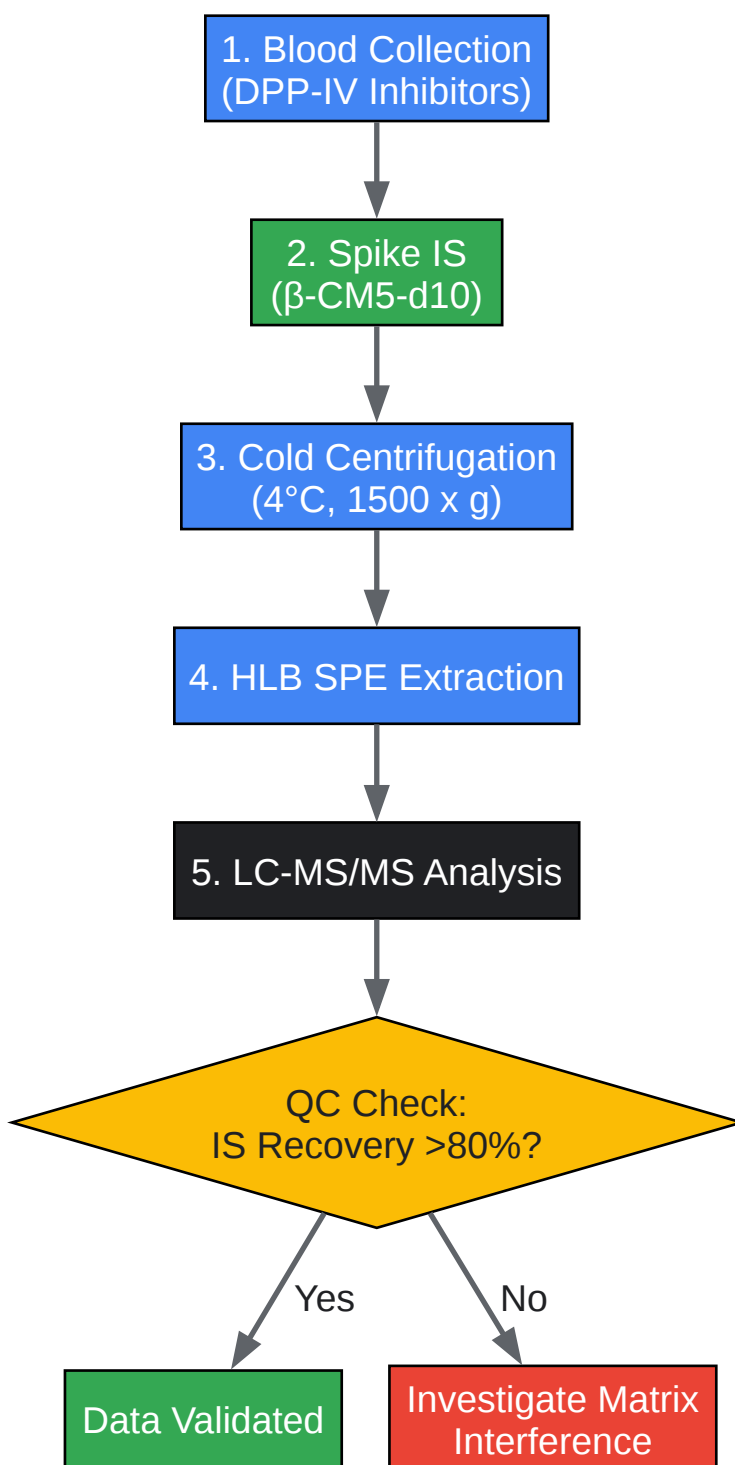 1. Blood Collection
(DPP-IV Inhibitors)
2. Spike IS
(β-CM5-d10)
3. Cold Centrifugation
(4°C, 1500 x g)
4. HLB SPE Extraction
5. LC-MS/MS Analysis
QC Check:
IS Recovery >80%?
Yes
No
Data Validated
Investigate Matrix
Interference